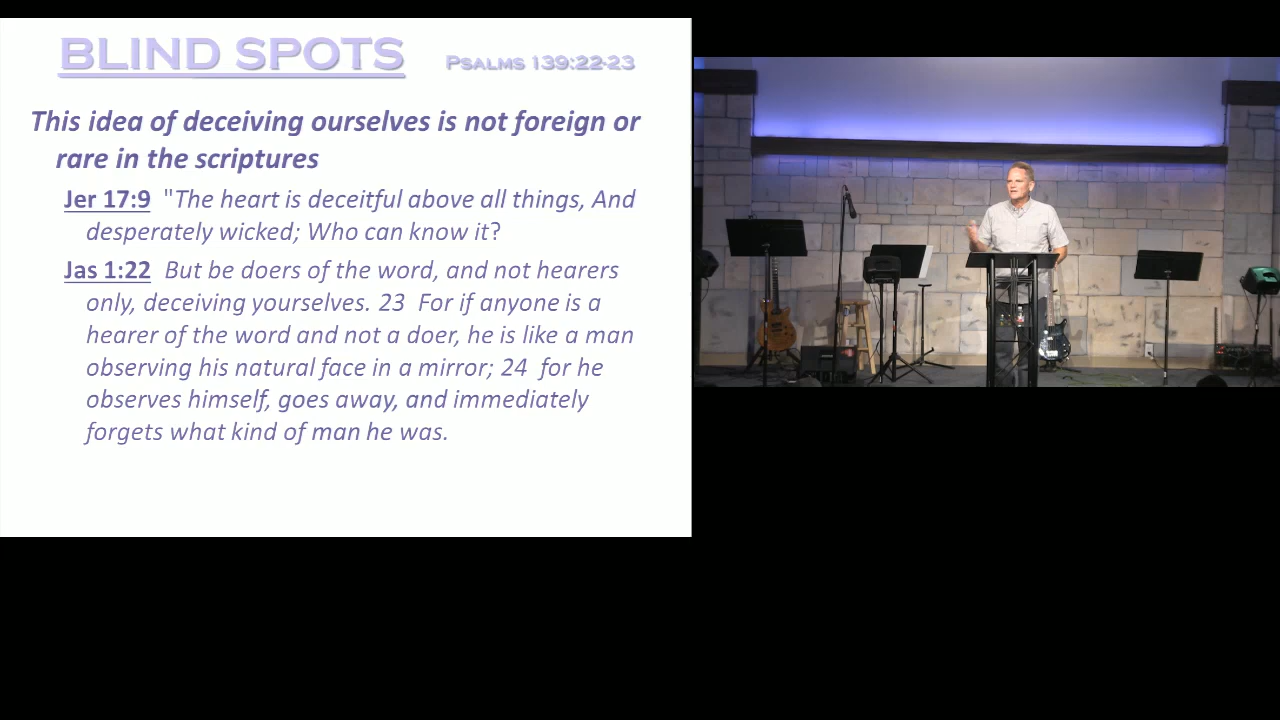 BLIND SPOTS Psalms 139:22-23
This idea of deceiving ourselves is not foreign or
rare in the scriptures
Jer 17:9 "The heart is deceitful above all things, And
desperately wicked; Who can know it?
Jas 1:22 But be doers of the word, and not hearers
only, deceiving yourselves. 23 For if anyone is a
hearer of the word and not a doer, he is like a man
observing his natural face in a mirror; 24 for he
observes himself, goes away, and immediately
forgets what kind of man he was.